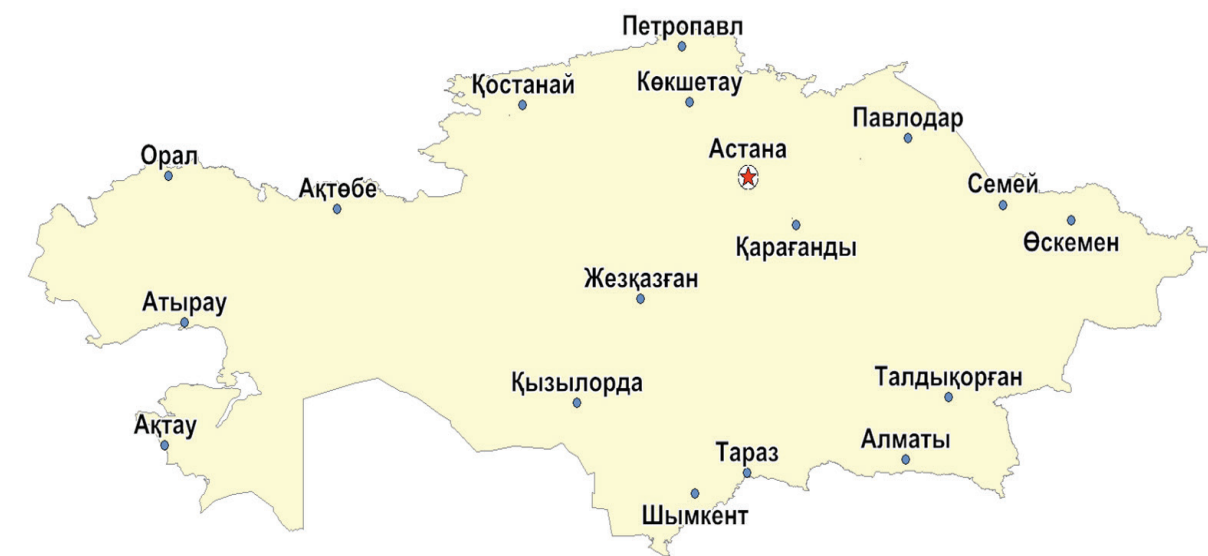 Петропавл
Қостанай
Көкшетау
Павлодар
Астана
Орал
Ақтөбе
Семей
Өскемен
Қарағанды
Жезқазған
Атырау
Қызылорда
Талдықорған
Ақтау
Алматы
Тараз
Шымкент